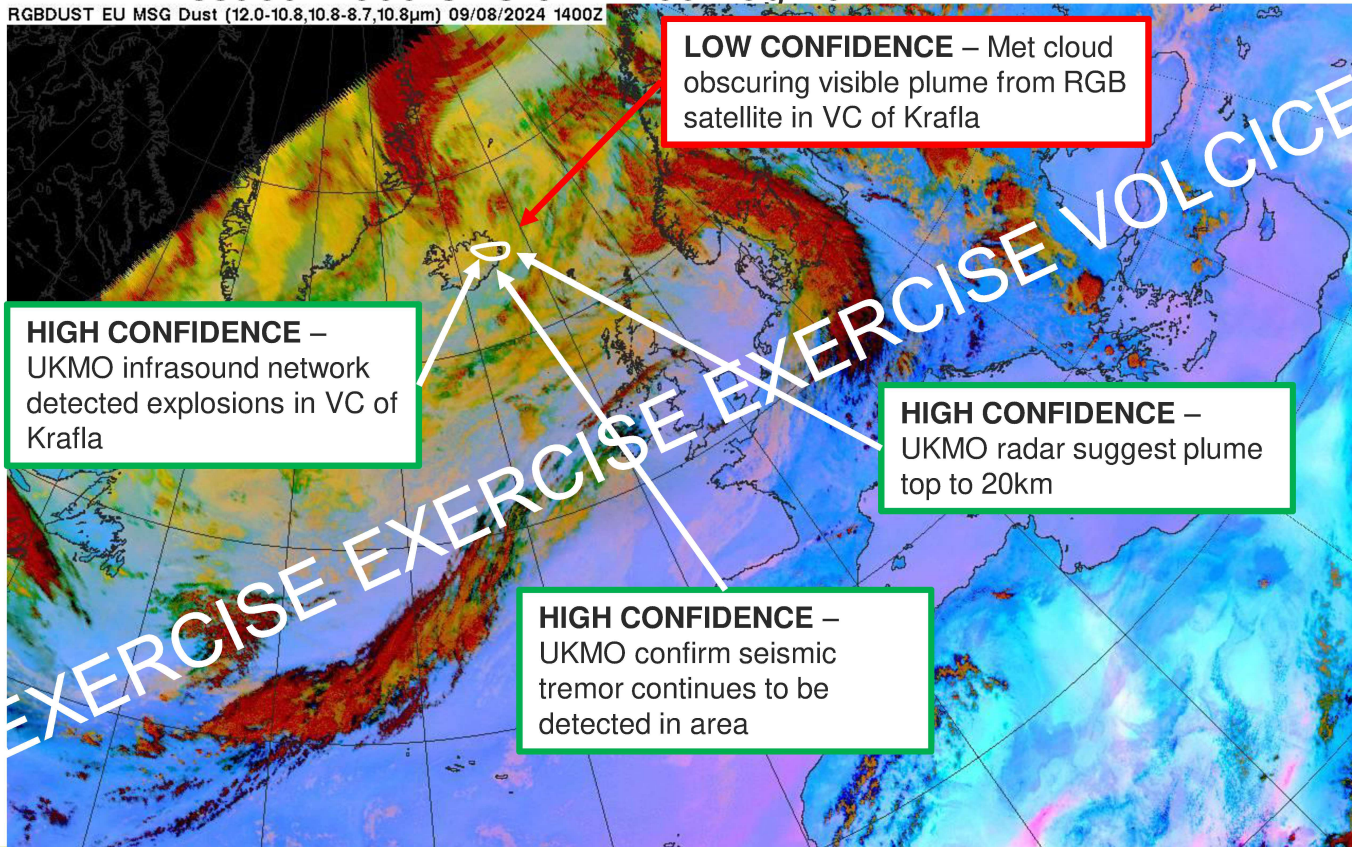 RGBDUST EU MSG Dust (12.0-10.8,10.8-8.7,10.8µm) 09/08/2024 1400Z
LOW CONFIDENCE – Met cloud
obscuring visible plume from RGB
satellite in VC of Krafla
HIGH CONFIDENCE –
UKMO infrasound network
detected explosions in VC of
Krafla
EXERCISE EXERCISE EXERCISE VOLCICE
HIGH CONFIDENCE –
UKMO radar suggest plume
top to 20km
HIGH CONFIDENCE –
UKMO confirm seismic
tremor continues to be
detected in area